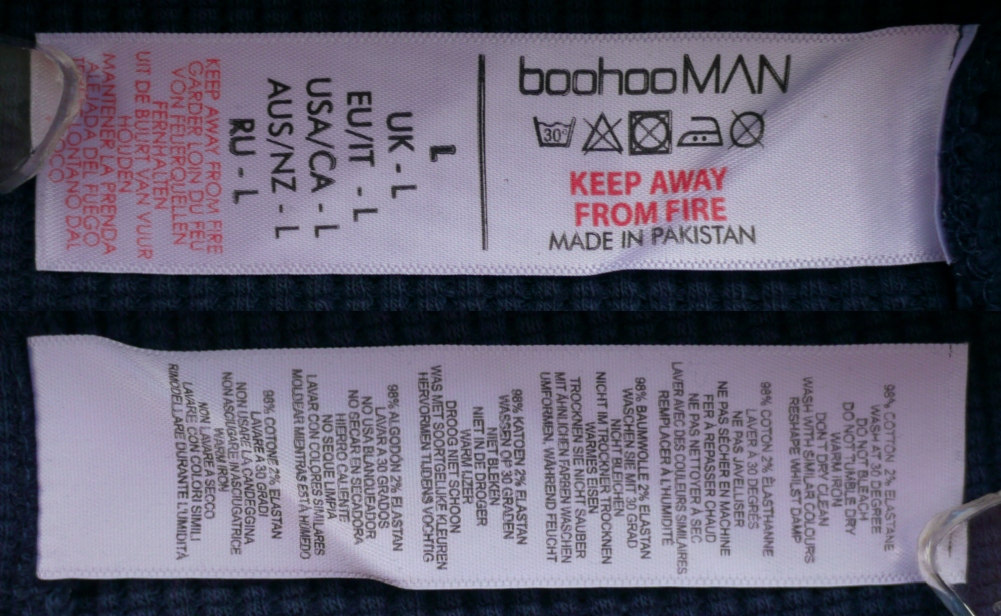 boohooMAN
30°
KEEP AWAY
FROM FIRE
MADE IN PAKISTAN
L
UK - L
EU/IT - L
USA/CA - L
AUS/NZ - L
RU - L
KEEP AWAY FROM FIRE
GARDER LOIN DU FEU
VON FEUERQUELLEN
FERNHALTEN
UIT DE BUURT VAN VUUR
HOUDEN
MANTENER LA PRENDA
ALEJADA DEL FUEGO
LONTANO DAL
98% COTTON 2% ELASTANE
WASH AT 30 DEGREE
DO NOT BLEACH
DO NOT TUMBLE DRY
WARM IRON
DON'T DRY CLEAN
WASH WITH SIMILAR COLOURS
RESHAPE WHILST DAMP
98% COTON 2% ÉLASTHANNE
LAVER À 30 DEGRÉS
NE PAS JAVELLISER
NE PAS SÉCHER EN MACHINE
FER À REPASSER CHAUD
NE PAS NETTOYER À SEC
LAVER AVEC DES COULEURS SIMILAIRES
REMPLACER À L'HUMIDITÉ
98% BAUMWOLLE 2% ELASTAN
WASCHEN SIE MIT 30 GRAD
NICHT BLEICHEN
NICHT IM TROCKNER TROCKNEN
WARMES EISEN
TROCKNEN SIE NICHT SAUBER
MIT ÄHNLICHEN FARBEN WASCHEN
UMFORMEN, WÄHREND FEUCHT
98% KATOEN 2% ELASTAN
WASSEN OP 30 GRADEN
NIET BLEKEN
NIET IN DE DROGER
WARM IJZER
DROOG NIET SCHOON
WAS MET SOORTGELIJKE KLEUREN
HERVORMEN TIJDENS VOCHTIG
98% ALGODÓN 2% ELASTAN
LAVAR A 30 GRADOS
NO USA BLANQUEADOR
NO SECAR EN SECADORA
HIERRO CALIENTE
NO SEQUE LIMPIA
LAVAR CON COLORES SIMILARES
MOLDEAR MIENTRAS ESTÁ HÚMEDO
98% COTONE 2% ELASTAN
LAVARE A 30 GRADI
NON USARE LA CANDEGGINA
NON ASCIUGARE IN ASCIUGATRICE
WARM IRON
NON LAVARE A SECCO
LAVARE CON COLORI SIMILI
RIMODELLARE DURANTE L'UMIDITÀ